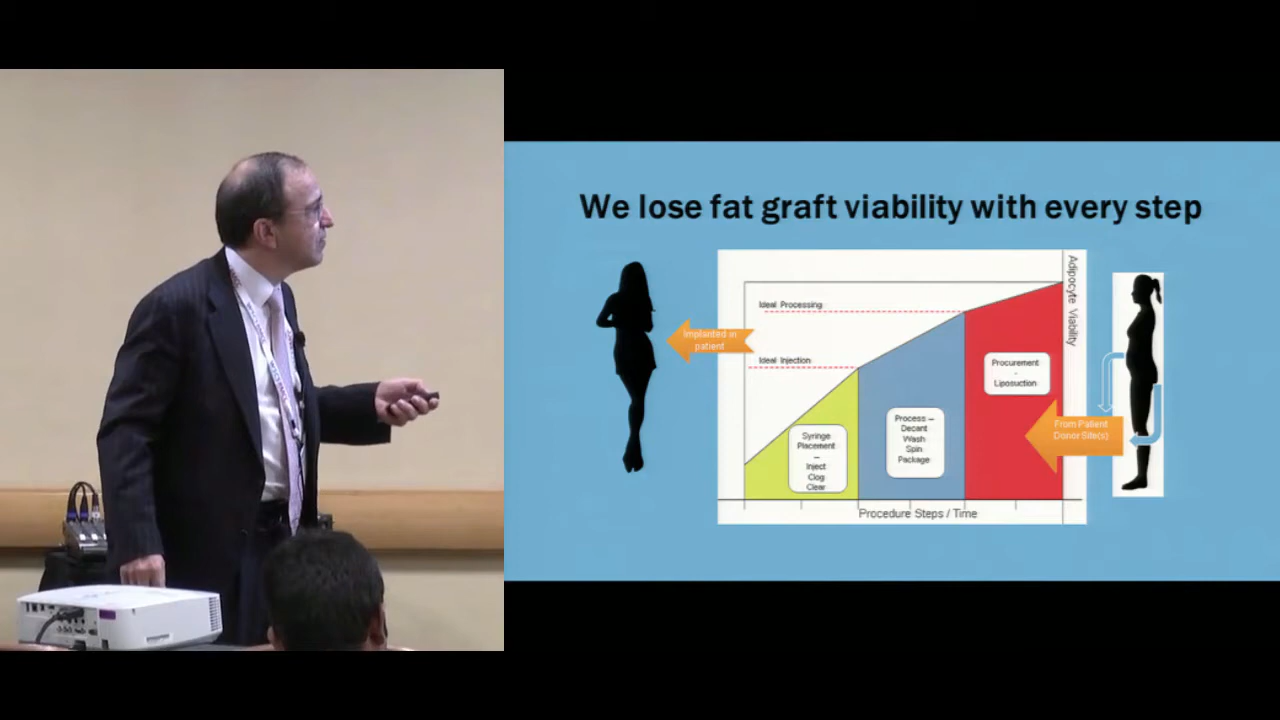 We lose fat graft viability with every step
Ideal Processing
Ideal Injection
Implanted in
patient
Syringe
Placement
–
Inject
Clog
Clear
Process –
Decant
Wash
Spin
Package
Procurement
-
Liposuction
Adipocyte Viability
From Patient
Donor Site(s)
Procedure Steps / Time